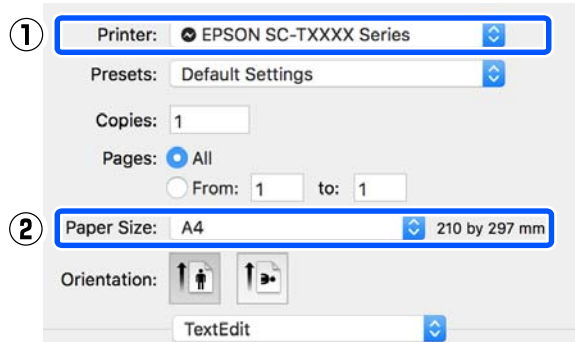 ① Printer: EPSON SC-TXXXX Series
Presets: Default Settings
Copies: 1
Pages: All
From: 1 to: 1
② Paper Size: A4 210 by 297 mm
Orientation:
TextEdit